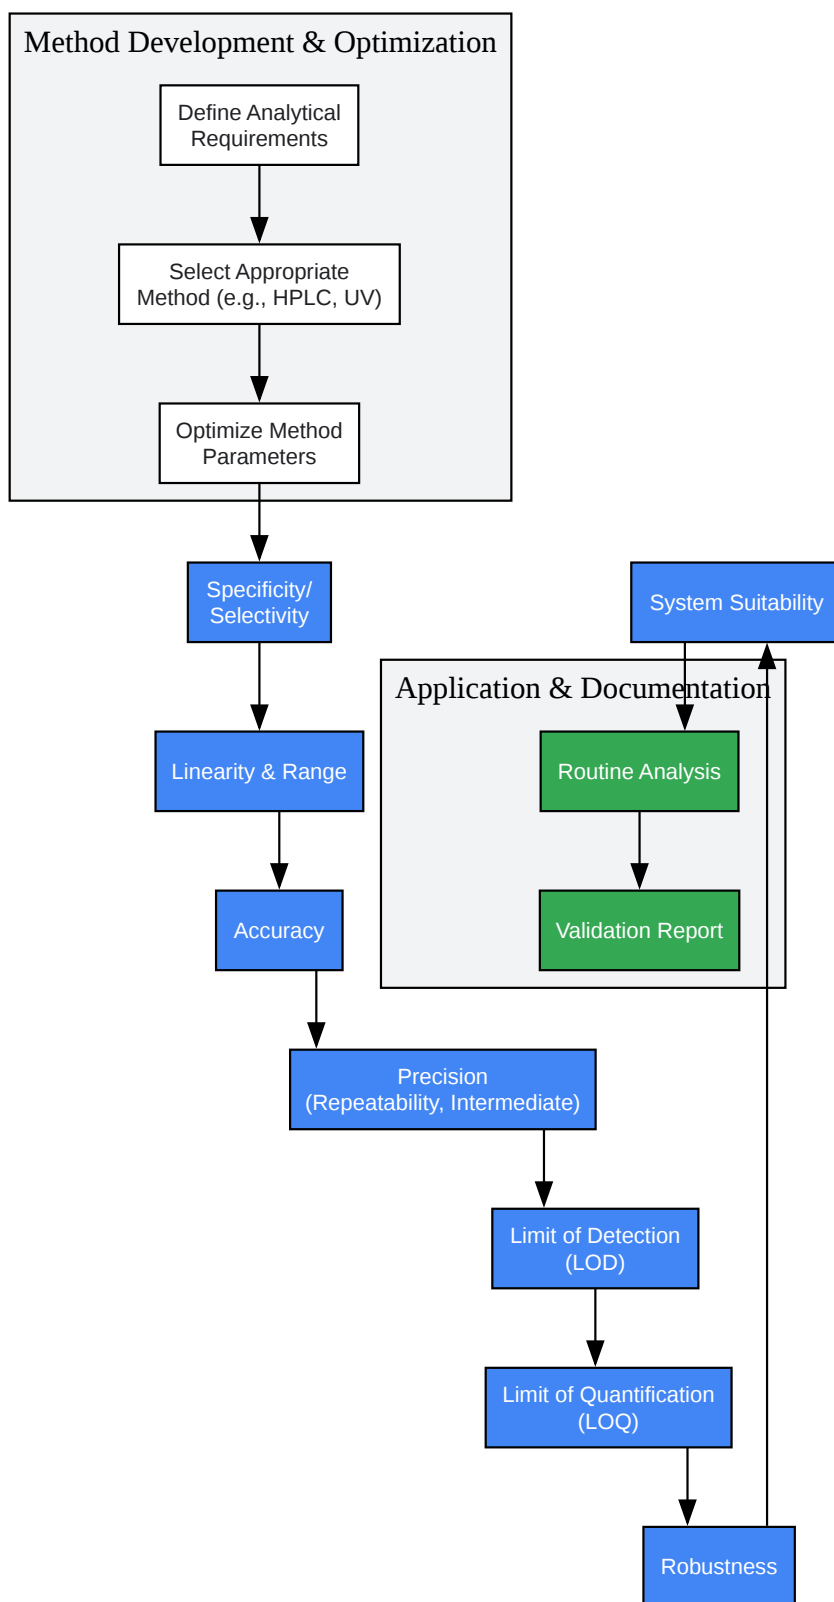 Method Development & Optimization
Define Analytical
Requirements
Select Appropriate
Method (e.g., HPLC, UV)
Optimize Method
Parameters
Specificity/
Selectivity
System Suitability
Application & Documentation
Linearity & Range
Routine Analysis
Accuracy
Validation Report
Precision
(Repeatability, Intermediate)
Limit of Detection
(LOD)
Limit of Quantification
(LOQ)
Robustness